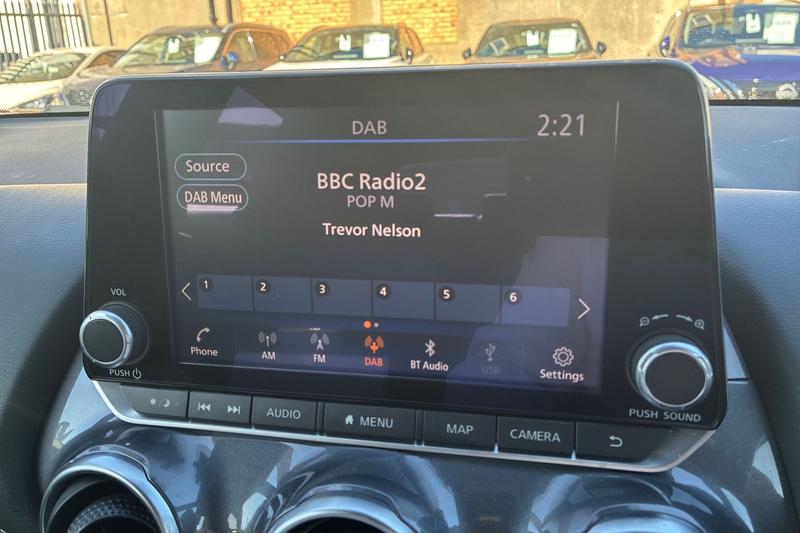 DAB
2:21
Source
DAB Menu
BBC Radio2
POP M
Trevor Nelson
1 2 3 4 5 6
Phone
AM
FM
DAB
BT Audio
USB
Settings
VOL
PUSH
PUSH SOUND
AUDIO
MENU
MAP
CAMERA